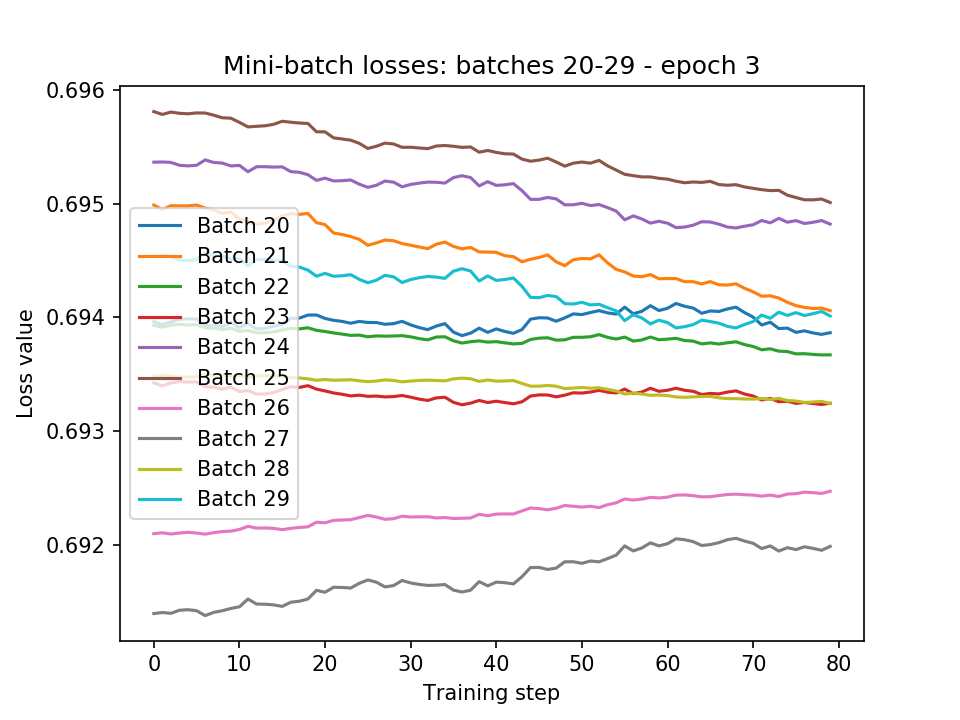 Mini-batch losses: batches 20-29 - epoch 3
0.696
0.695
0.694
0.693
0.692
Loss value
Batch 20
Batch 21
Batch 22
Batch 23
Batch 24
Batch 25
Batch 26
Batch 27
Batch 28
Batch 29
0 10 20 30 40 50 60 70 80
Training step